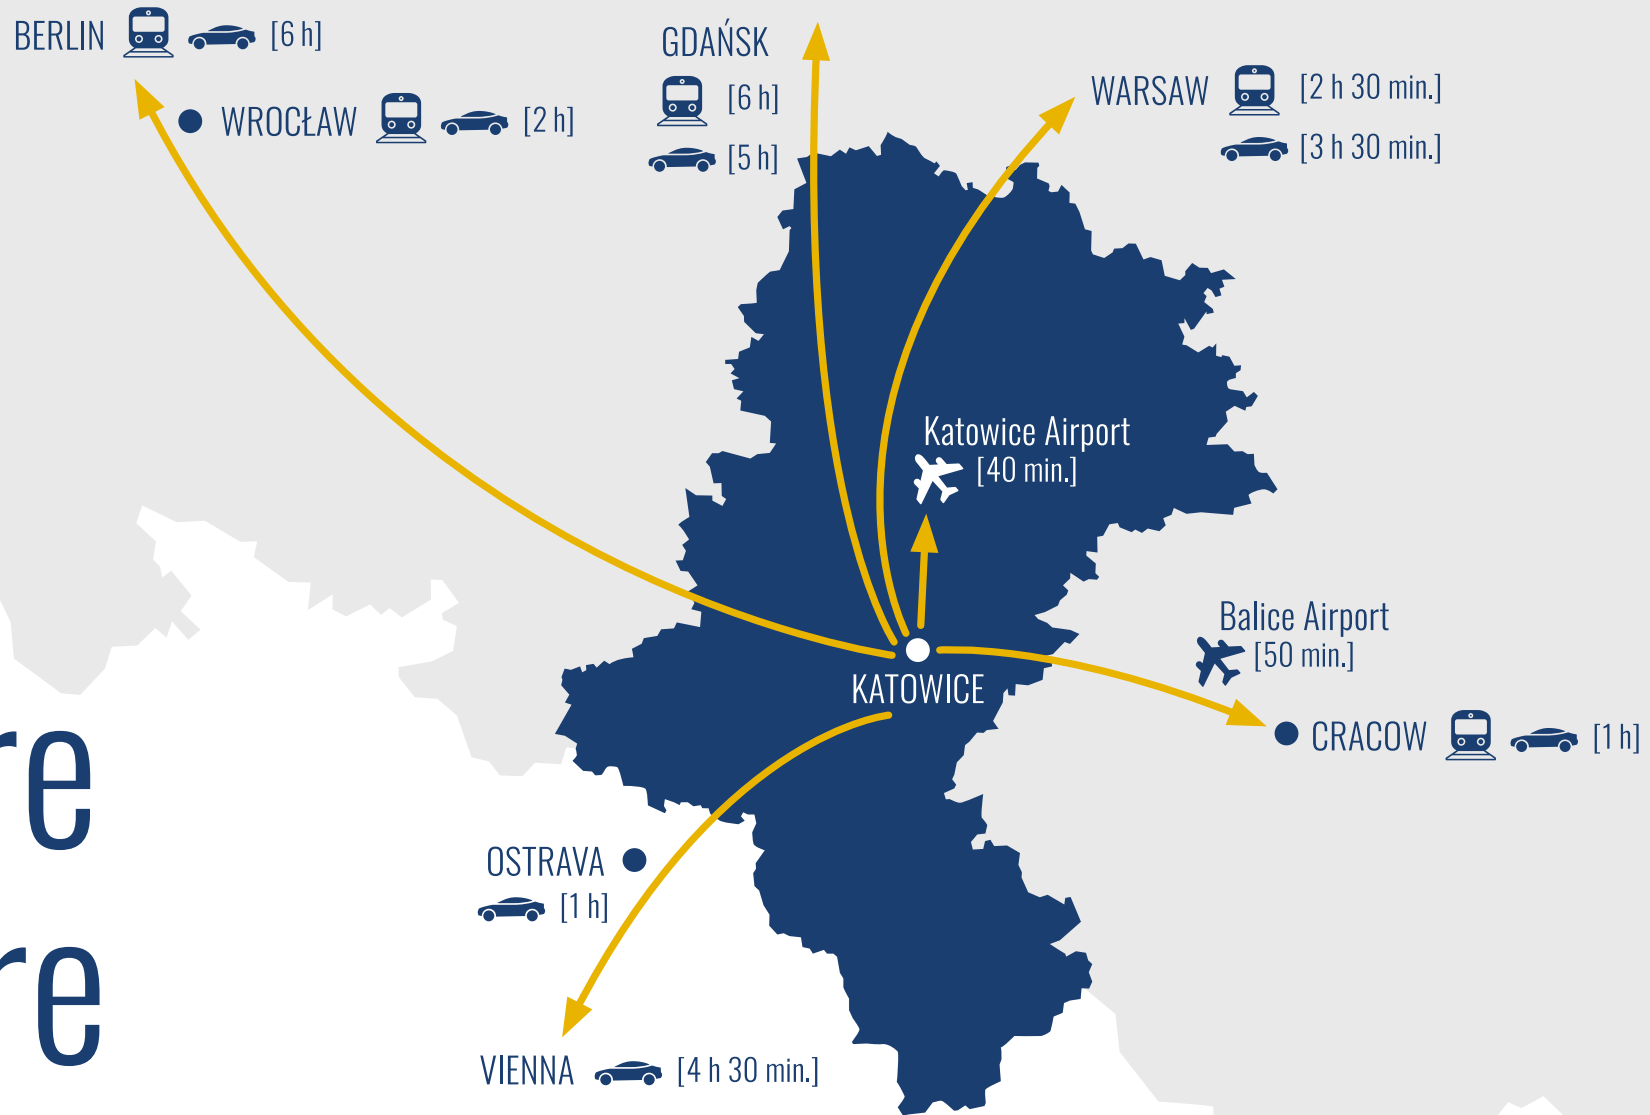 BERLIN [6 h]
WROCŁAW [2 h]
GDAŃSK
[6 h]
[5 h]
WARSAW [2 h 30 min.]
[3 h 30 min.]
Katowice Airport
[40 min.]
Balice Airport
[50 min.]
KATOWICE
CRACOW [1 h]
re
OSTRAVA
[1 h]
re
VIENNA [4 h 30 min.]